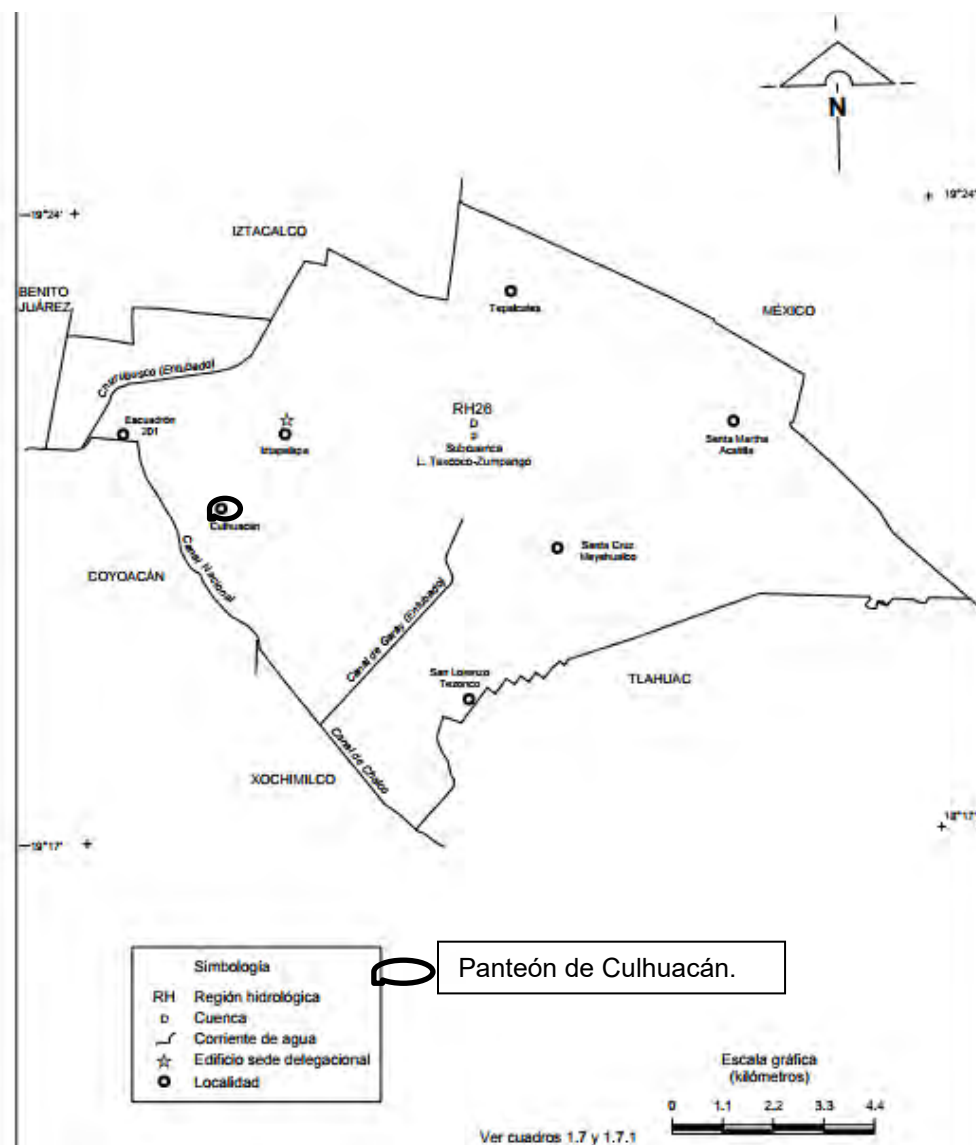 N
19°24'
19°24'
IZTACALCO
BENITO
JUÁREZ
Tepalcates
MÉXICO
Churubusco (Entubado)
RH26
D
Escuadrón
201
Iztapalapa
Subcuenca
L. Texcoco-Zumpango
Santa Martha
Acatitla
Culhuacán
Santa Cruz
Meyehualco
COYOACÁN
Canal Nacional
Canal de Garay (Entubado)
San Lorenzo
Tezonco
TLAHUAC
Canal de Chalco
XOCHIMILCO
19°17'
19°17'
Simbología
RH Región hidrológica
D Cuenca
Corriente de agua
Edificio sede delegacional
Localidad
Panteón de Culhuacán.
Escala gráfica
(kilómetros)
0 1.1 2.2 3.3 4.4
Ver cuadros 1.7 y 1.7.1